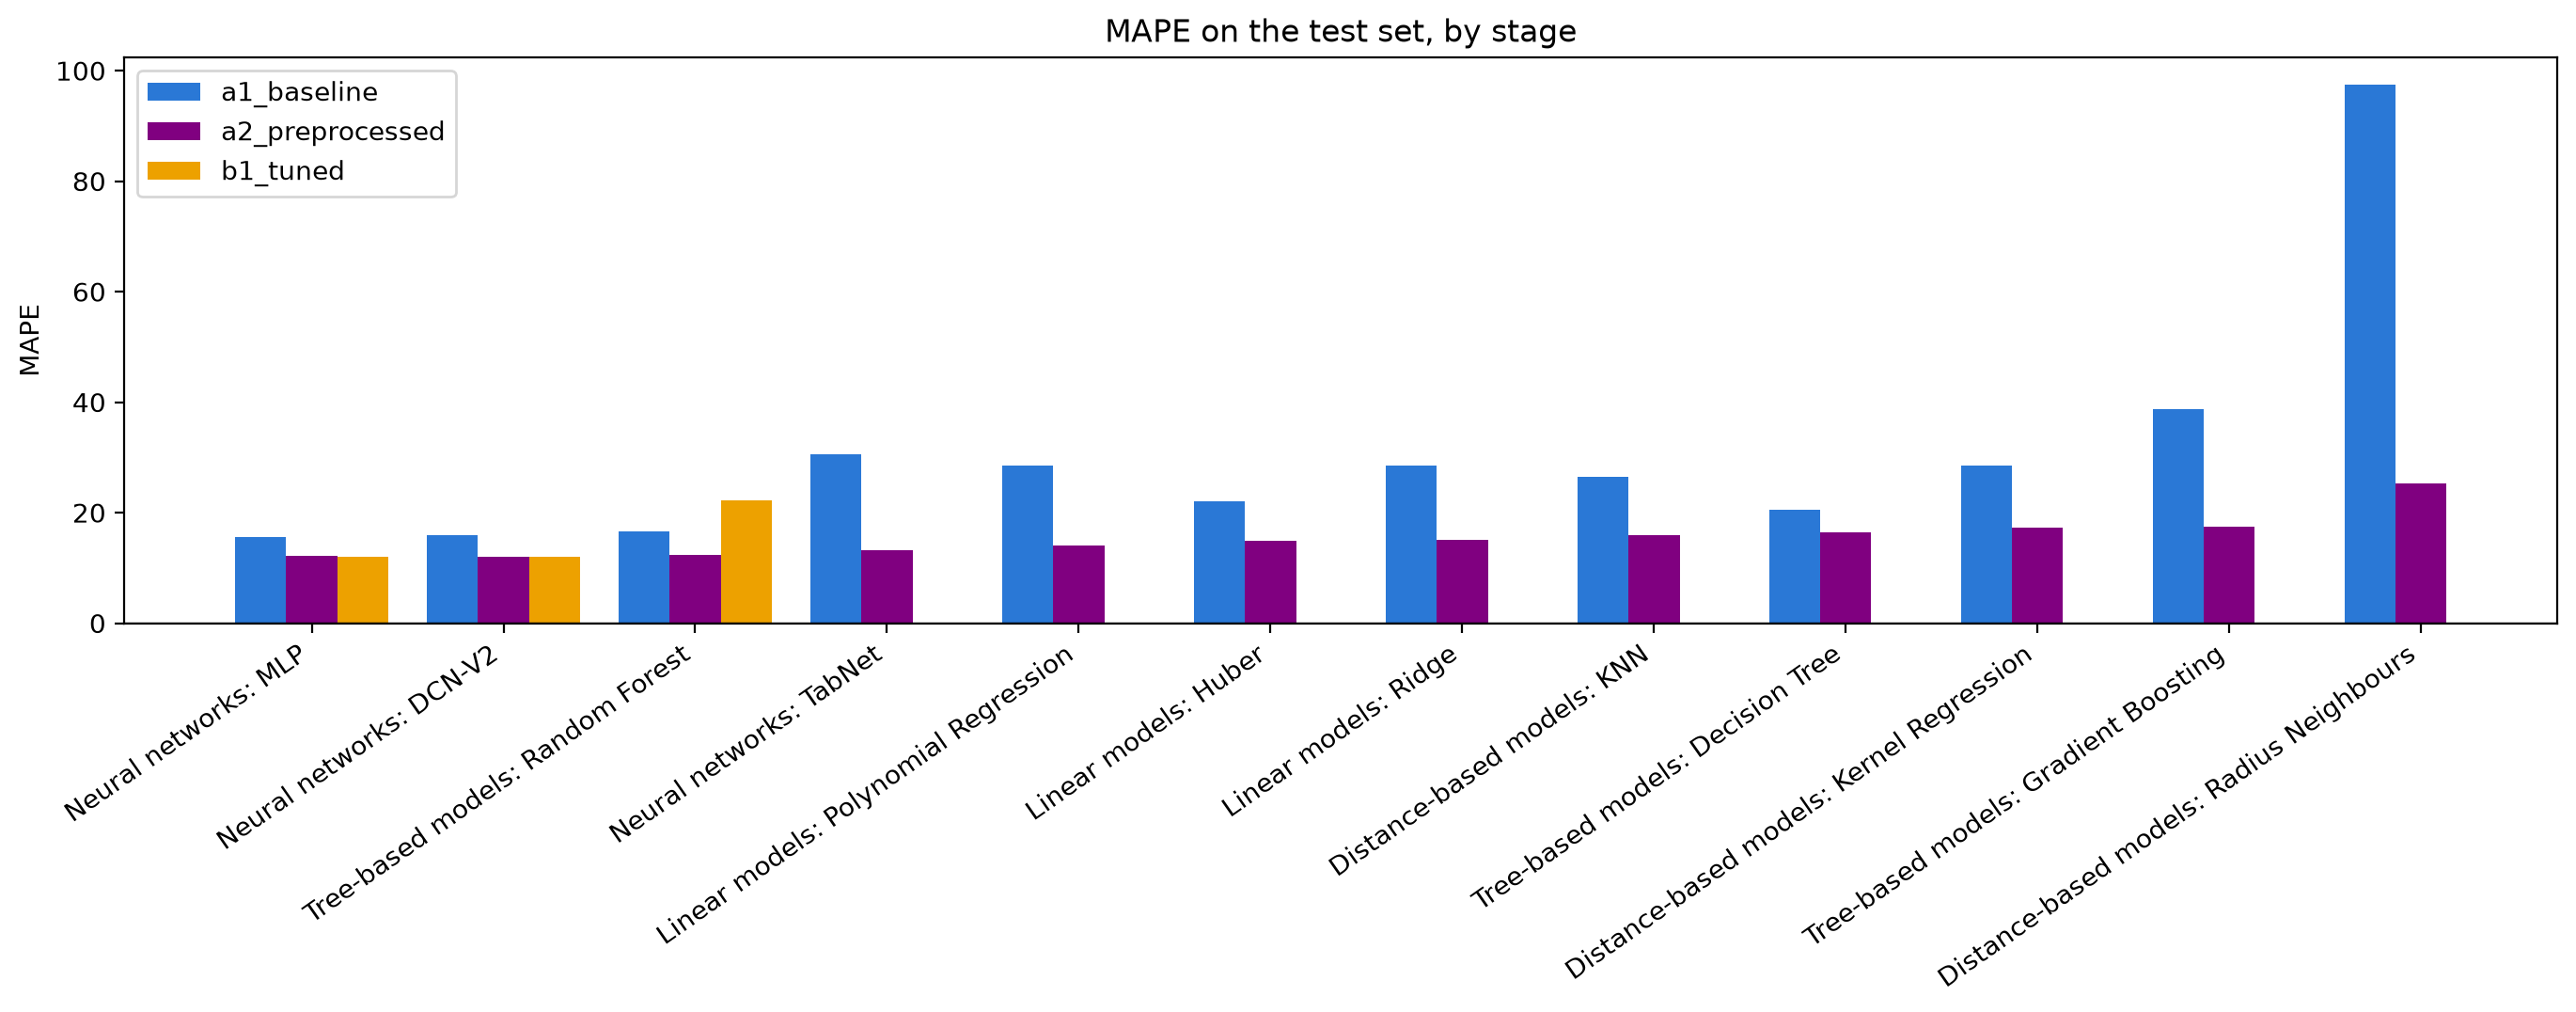 MAPE on the test set, by stage
a1_baseline
a2_preprocessed
b1_tuned
MAPE
100
80
60
40
20
0
Neural networks: MLP
Neural networks: DCN-V2
Tree-based models: Random Forest
Neural networks: TabNet
Linear models: Polynomial Regression
Linear models: Huber
Linear models: Ridge
Distance-based models: KNN
Tree-based models: Decision Tree
Distance-based models: Kernel Regression
Tree-based models: Gradient Boosting
Distance-based models: Radius Neighbours